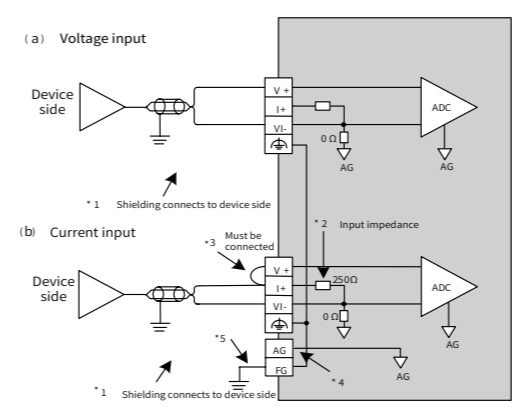 (a) Voltage input
Device
side
V +
I+
VI-
0 Ω
AG
ADC
AG
* 1 Shielding connects to device side
(b) Current input
*3 Must be
connected
* 2 Input impedance
Device
side
V +
I+
VI-
250Ω
0 Ω
ADC
AG
AG
FG
*5
* 4
AG
* 1 Shielding connects to device side